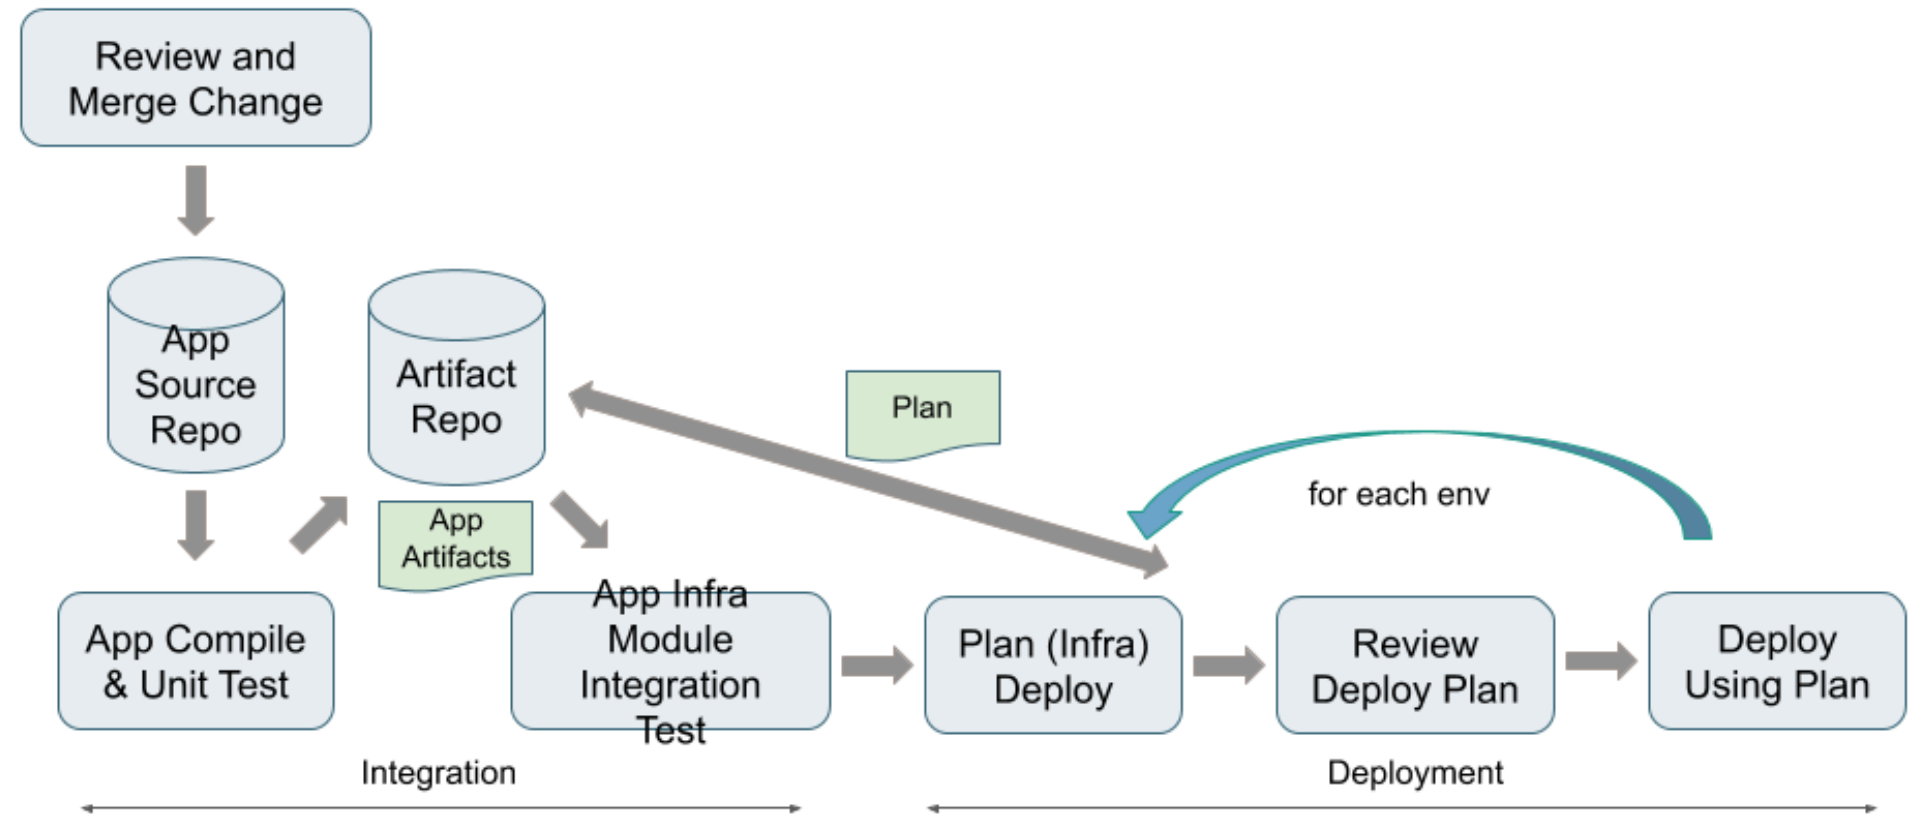 Review and
Merge Change
App
Source
Repo
Artifact
Repo
Plan
for each env
App
Artifacts
App Compile
& Unit Test
App Infra
Module
Integration
Test
Plan (Infra)
Deploy
Review
Deploy Plan
Deploy
Using Plan
Integration
Deployment